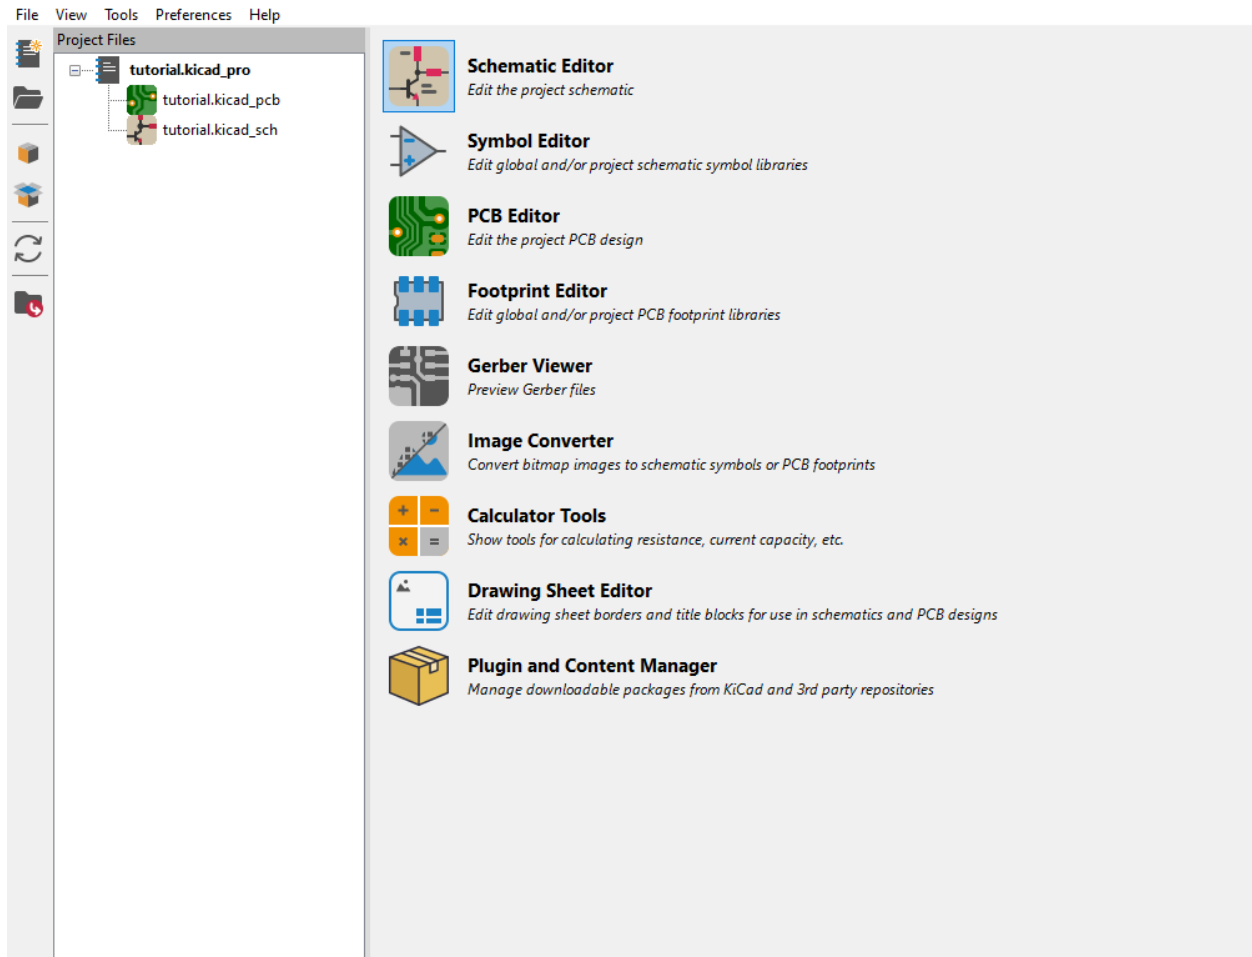 File View Tools Preferences Help
Project Files
tutorial.kicad_pro
tutorial.kicad_pcb
tutorial.kicad_sch
Schematic Editor
Edit the project schematic
Symbol Editor
Edit global and/or project schematic symbol libraries
PCB Editor
Edit the project PCB design
Footprint Editor
Edit global and/or project PCB footprint libraries
Gerber Viewer
Preview Gerber files
Image Converter
Convert bitmap images to schematic symbols or PCB footprints
Calculator Tools
Show tools for calculating resistance, current capacity, etc.
Drawing Sheet Editor
Edit drawing sheet borders and title blocks for use in schematics and PCB designs
Plugin and Content Manager
Manage downloadable packages from KiCad and 3rd party repositories